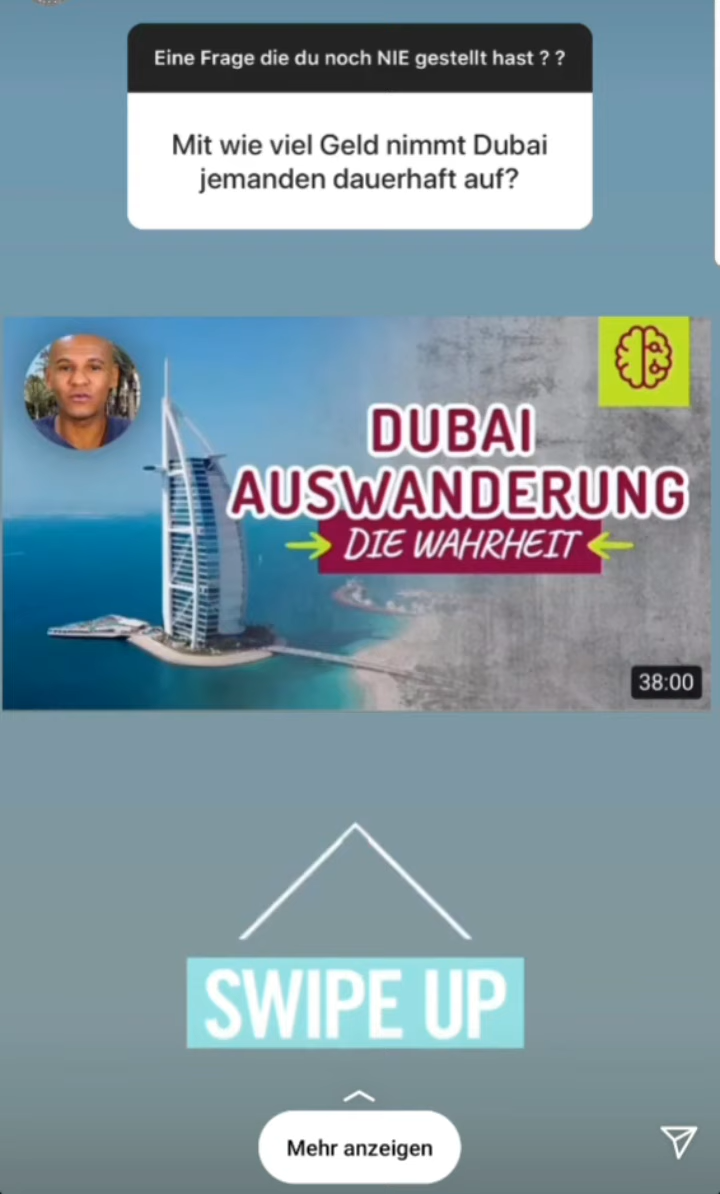 Eine Frage die du noch NIE gestellt hast ? ?
Mit wie viel Geld nimmt Dubai
jemanden dauerhaft auf?
DUBAI
AUSWANDERUNG
DIE WAHRHEIT
38:00
SWIPE UP
Mehr anzeigen